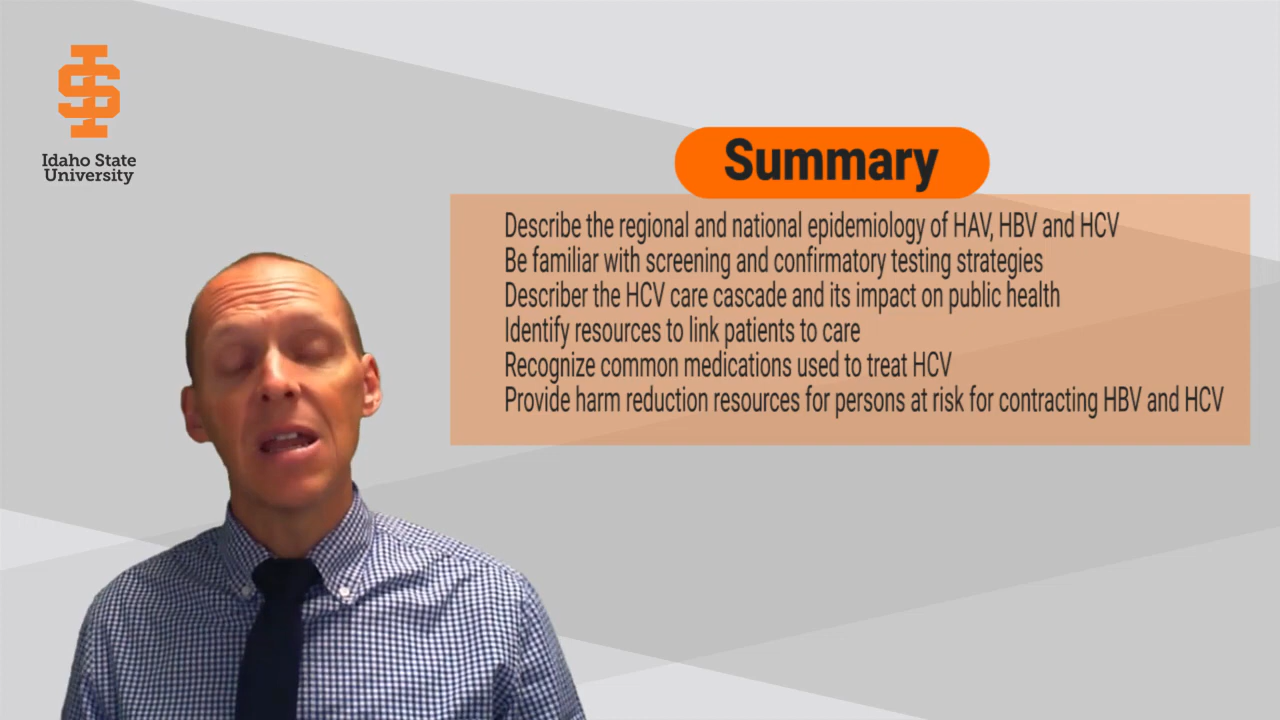 Idaho State
University
Summary
Describe the regional and national epidemiology of HAV, HBV and HCV
Be familiar with screening and confirmatory testing strategies
Describer the HCV care cascade and its impact on public health
Identify resources to link patients to care
Recognize common medications used to treat HCV
Provide harm reduction resources for persons at risk for contracting HBV and HCV